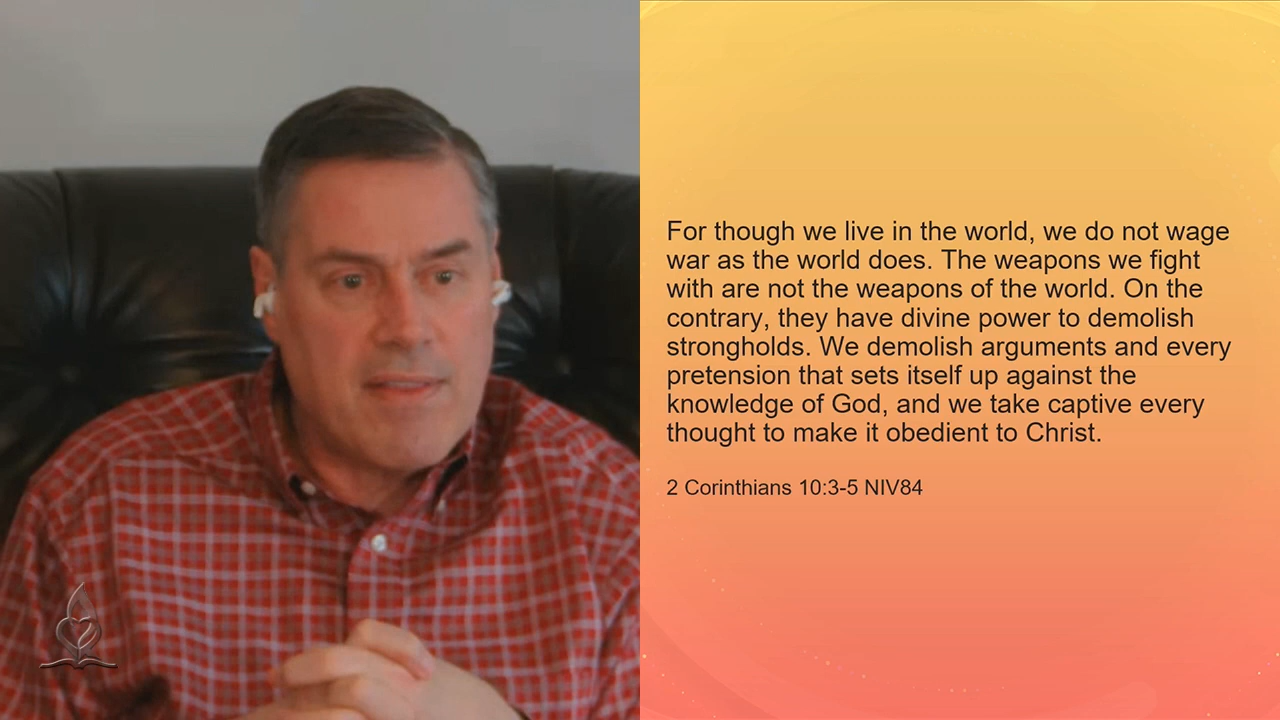 For though we live in the world, we do not wage
war as the world does. The weapons we fight
with are not the weapons of the world. On the
contrary, they have divine power to demolish
strongholds. We demolish arguments and every
pretension that sets itself up against the
knowledge of God, and we take captive every
thought to make it obedient to Christ.
2 Corinthians 10:3-5 NIV84